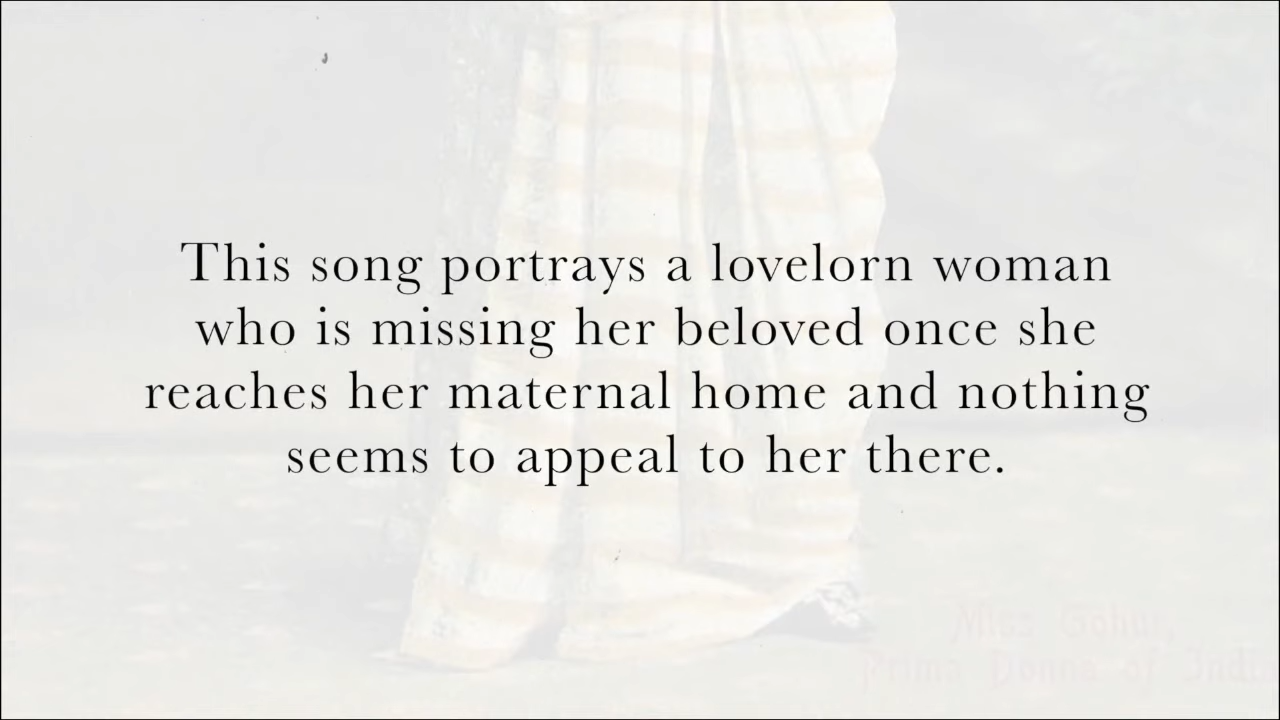 This song portrays a lovelorn woman
who is missing her beloved once she
reaches her maternal home and nothing
seems to appeal to her there.
Miss Gohur,
Prima Donna of India